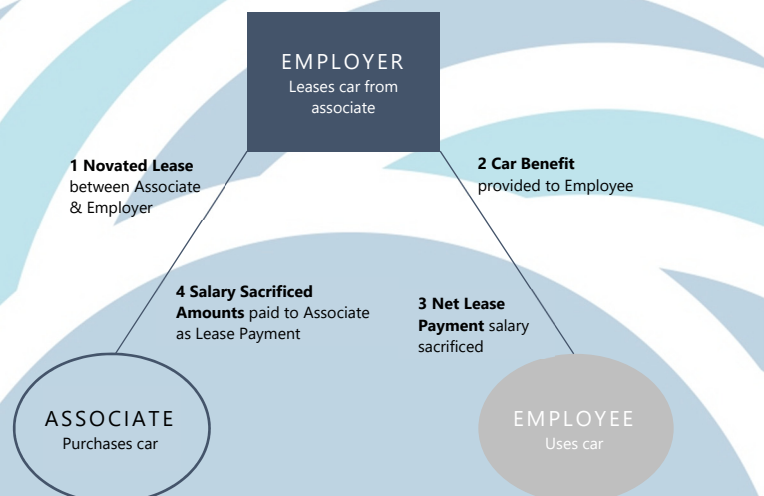 EMPLOYER
Leases car from
associate
1 Novated Lease
between Associate
& Employer
2 Car Benefit
provided to Employee
4 Salary Sacrificed
Amounts paid to Associate
as Lease Payment
3 Net Lease
Payment salary
sacrificed
ASSOCIATE
Purchases car
EMPLOYEE
Uses car